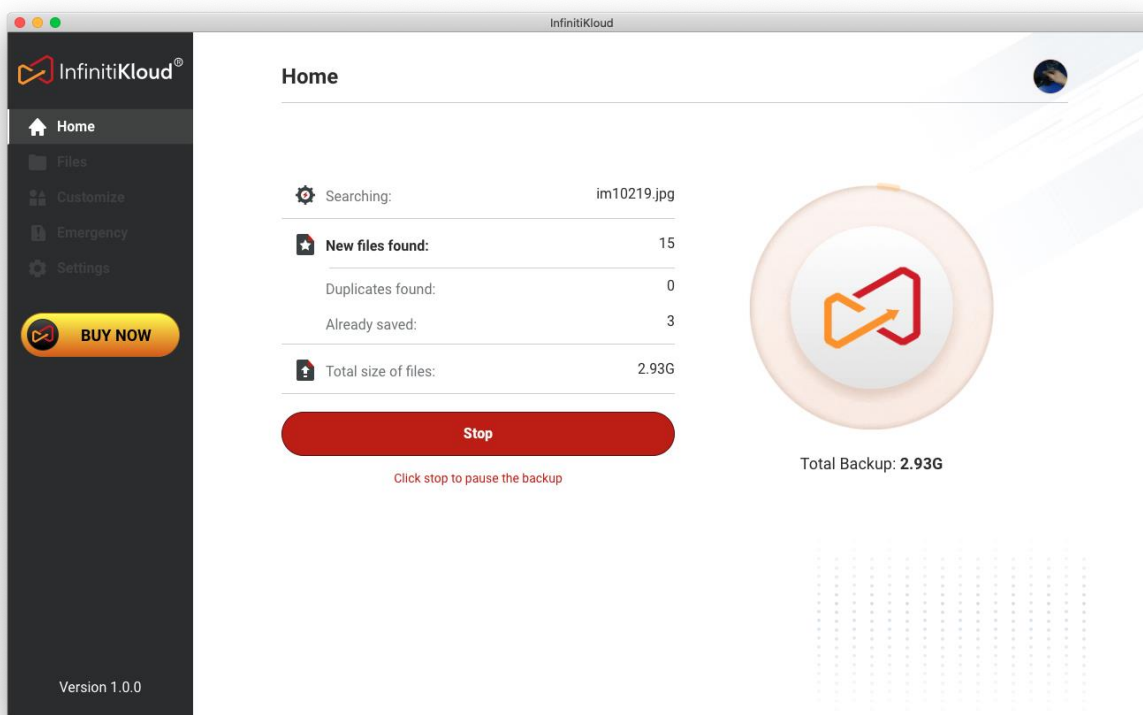 InfinitiKloud
InfinitiKloud®
Home
Files
Customize
Emergency
Settings
BUY NOW
Version 1.0.0
Home
Searching: im10219.jpg
New files found: 15
Duplicates found: 0
Already saved: 3
Total size of files: 2.93G
Stop
Click stop to pause the backup
Total Backup: 2.93G